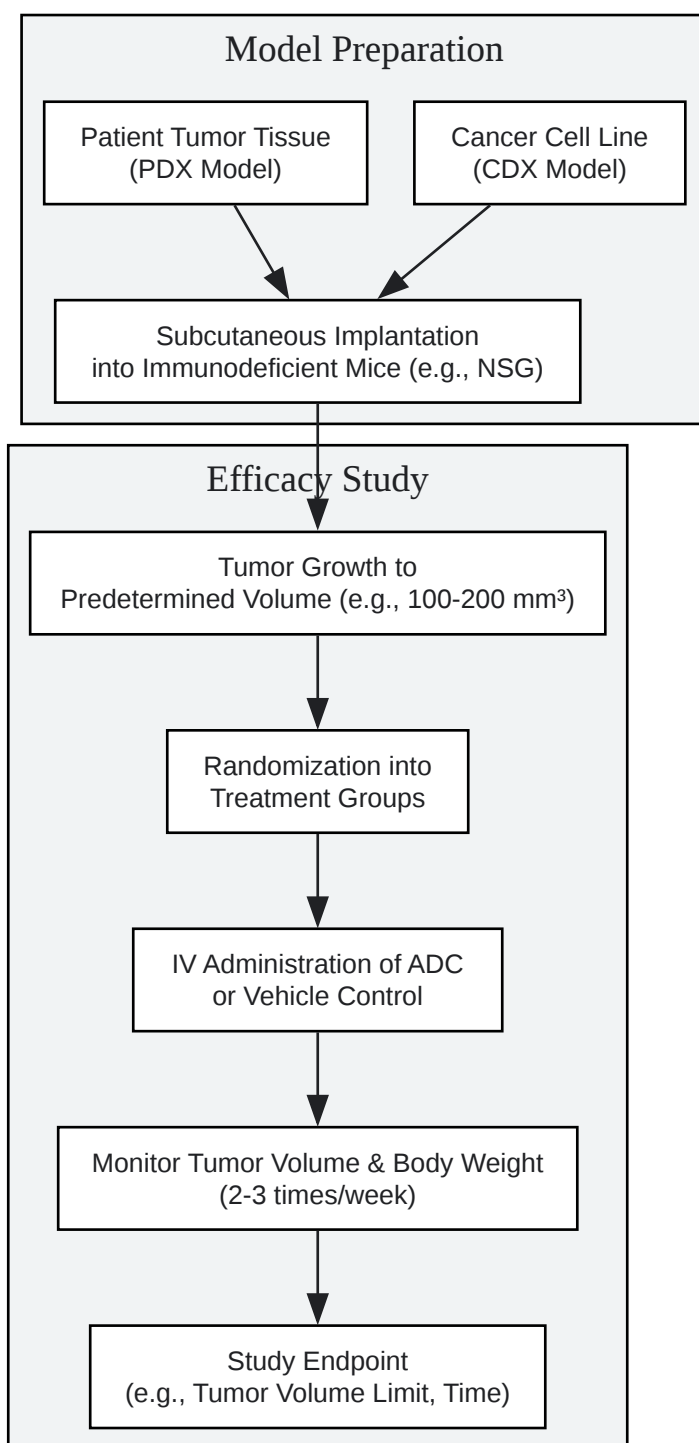 Model Preparation
Patient Tumor Tissue
(PDX Model)
Cancer Cell Line
(CDX Model)
Subcutaneous Implantation
into Immunodeficient Mice (e.g., NSG)
Efficacy Study
Tumor Growth to
Predetermined Volume (e.g., 100-200 mm³)
Randomization into
Treatment Groups
IV Administration of ADC
or Vehicle Control
Monitor Tumor Volume & Body Weight
(2-3 times/week)
Study Endpoint
(e.g., Tumor Volume Limit, Time)